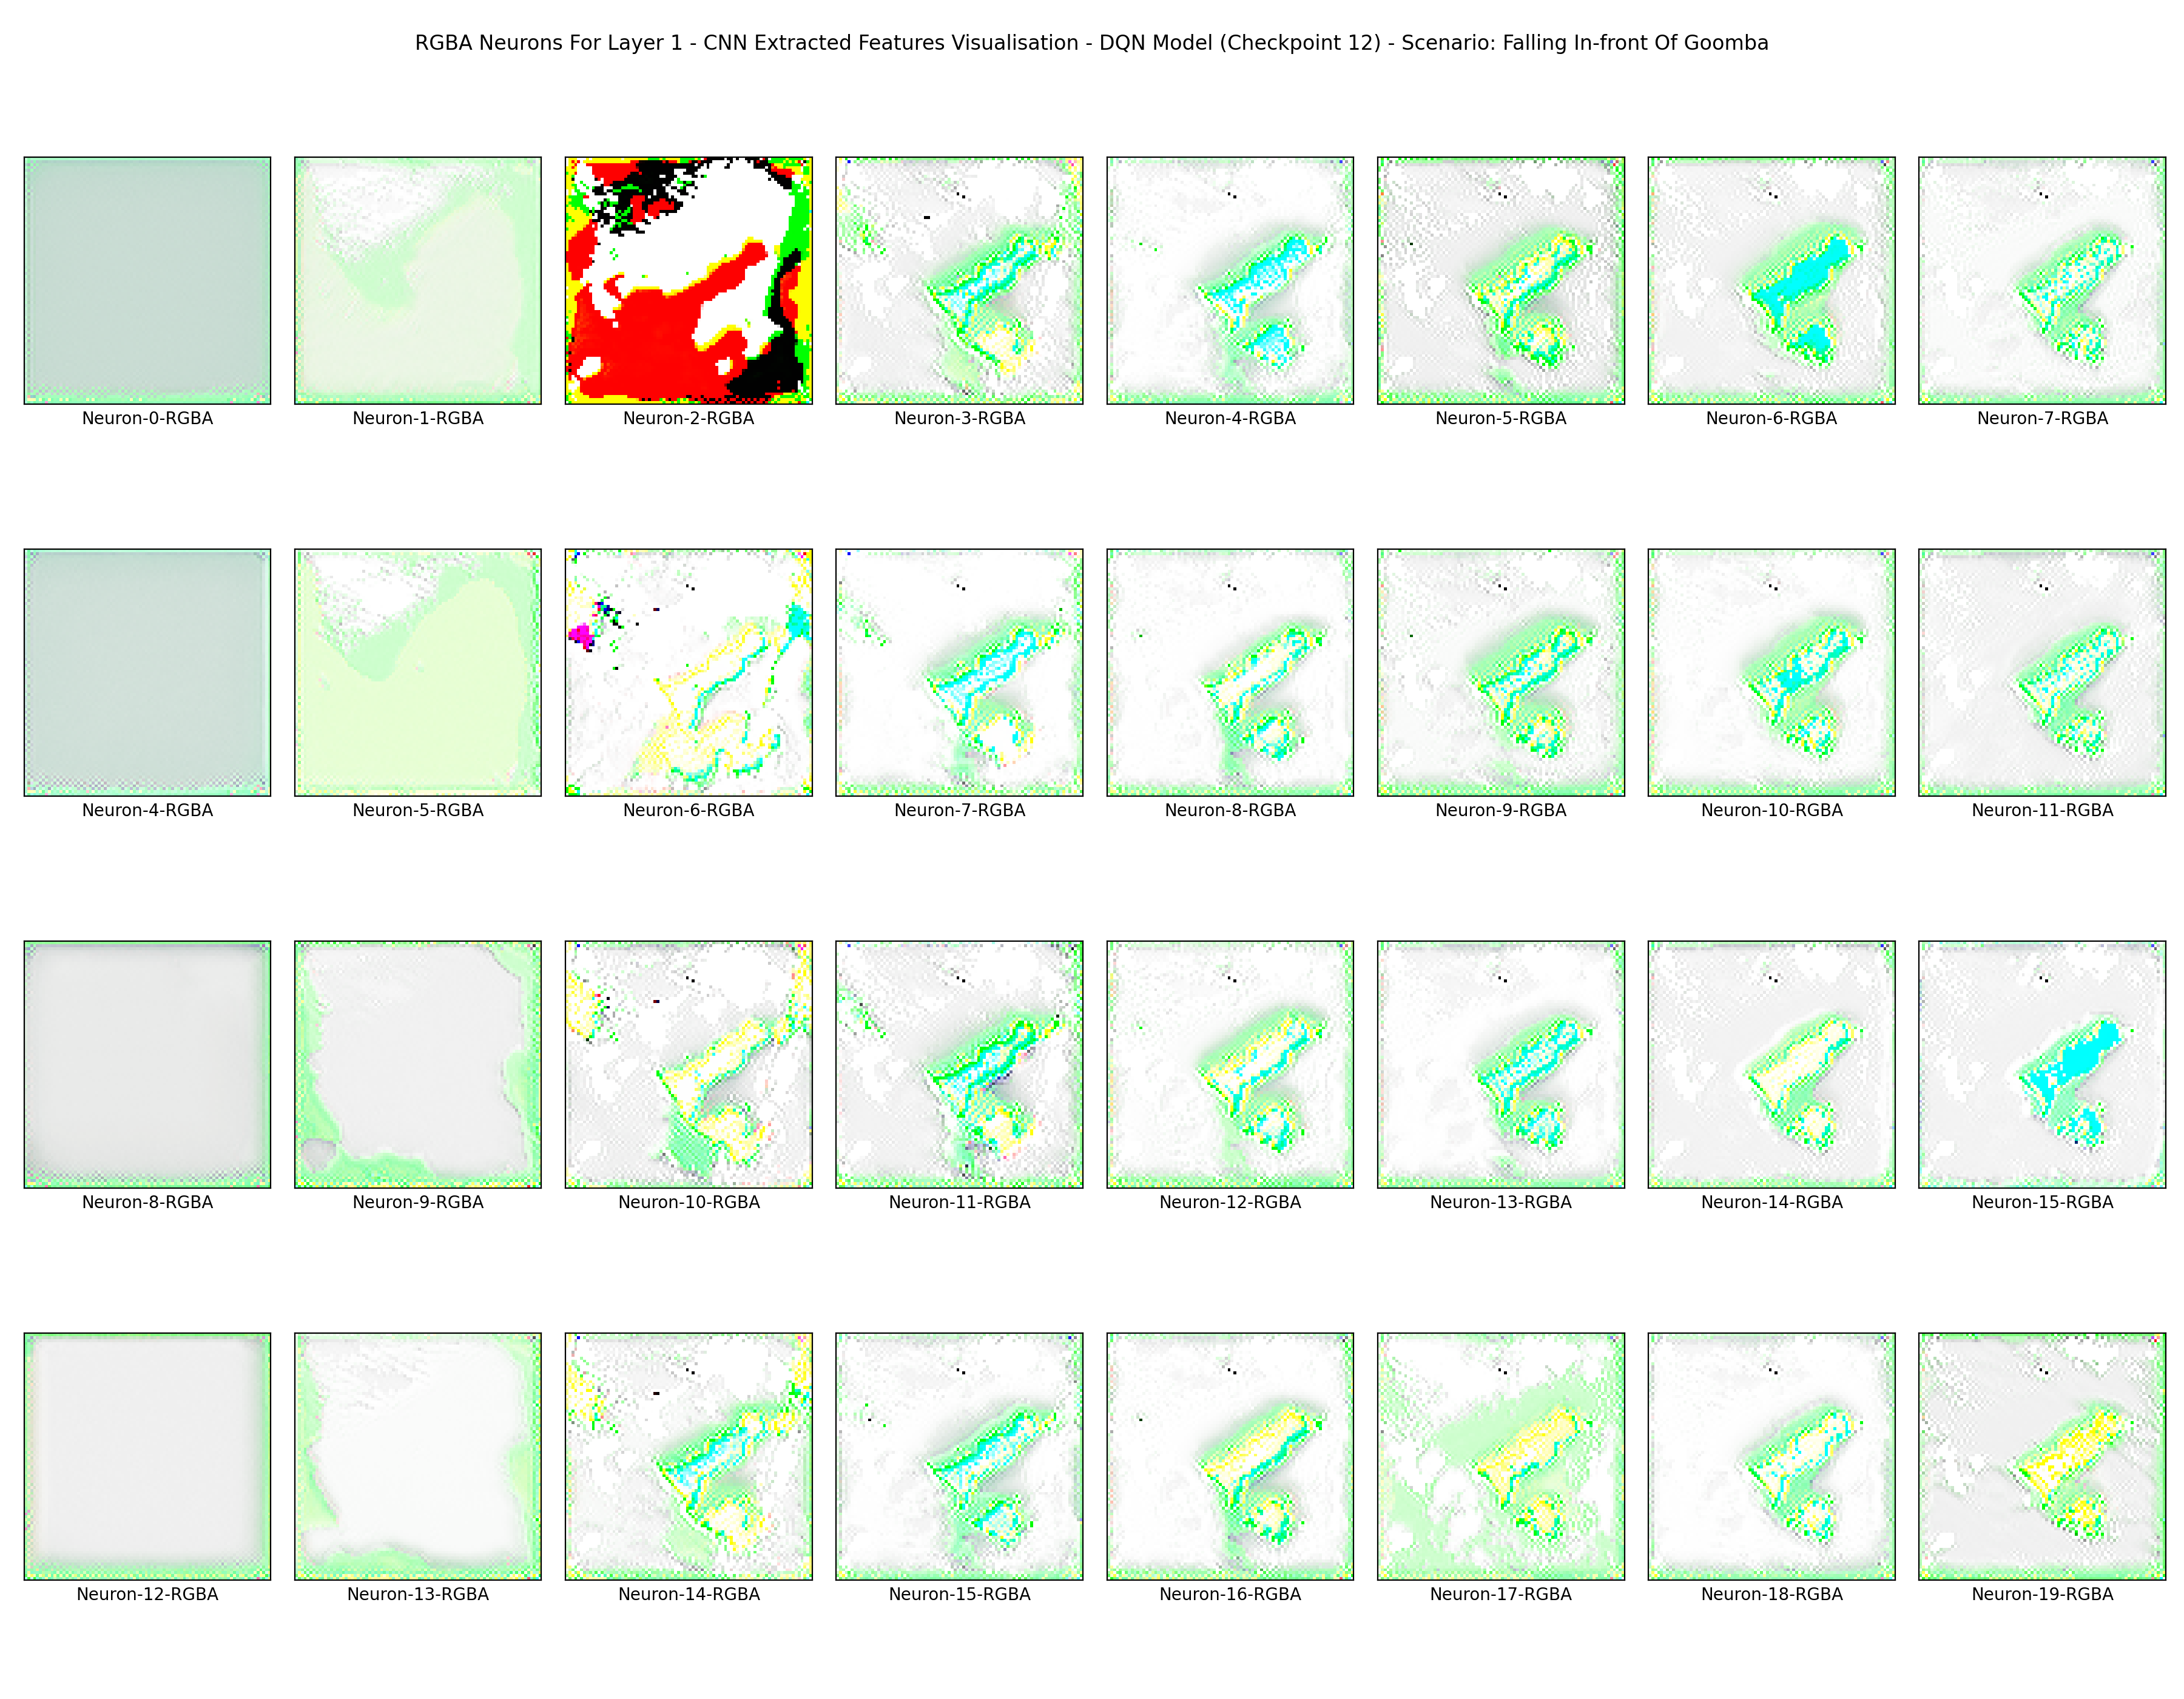 RGBA Neurons For Layer 1 - CNN Extracted Features Visualisation - DQN Model (Checkpoint 12) - Scenario: Falling In-front Of Goomba
Neuron-0-RGBA
Neuron-1-RGBA
Neuron-2-RGBA
Neuron-3-RGBA
Neuron-4-RGBA
Neuron-5-RGBA
Neuron-6-RGBA
Neuron-7-RGBA
Neuron-4-RGBA
Neuron-5-RGBA
Neuron-6-RGBA
Neuron-7-RGBA
Neuron-8-RGBA
Neuron-9-RGBA
Neuron-10-RGBA
Neuron-11-RGBA
Neuron-8-RGBA
Neuron-9-RGBA
Neuron-10-RGBA
Neuron-11-RGBA
Neuron-12-RGBA
Neuron-13-RGBA
Neuron-14-RGBA
Neuron-15-RGBA
Neuron-12-RGBA
Neuron-13-RGBA
Neuron-14-RGBA
Neuron-15-RGBA
Neuron-16-RGBA
Neuron-17-RGBA
Neuron-18-RGBA
Neuron-19-RGBA